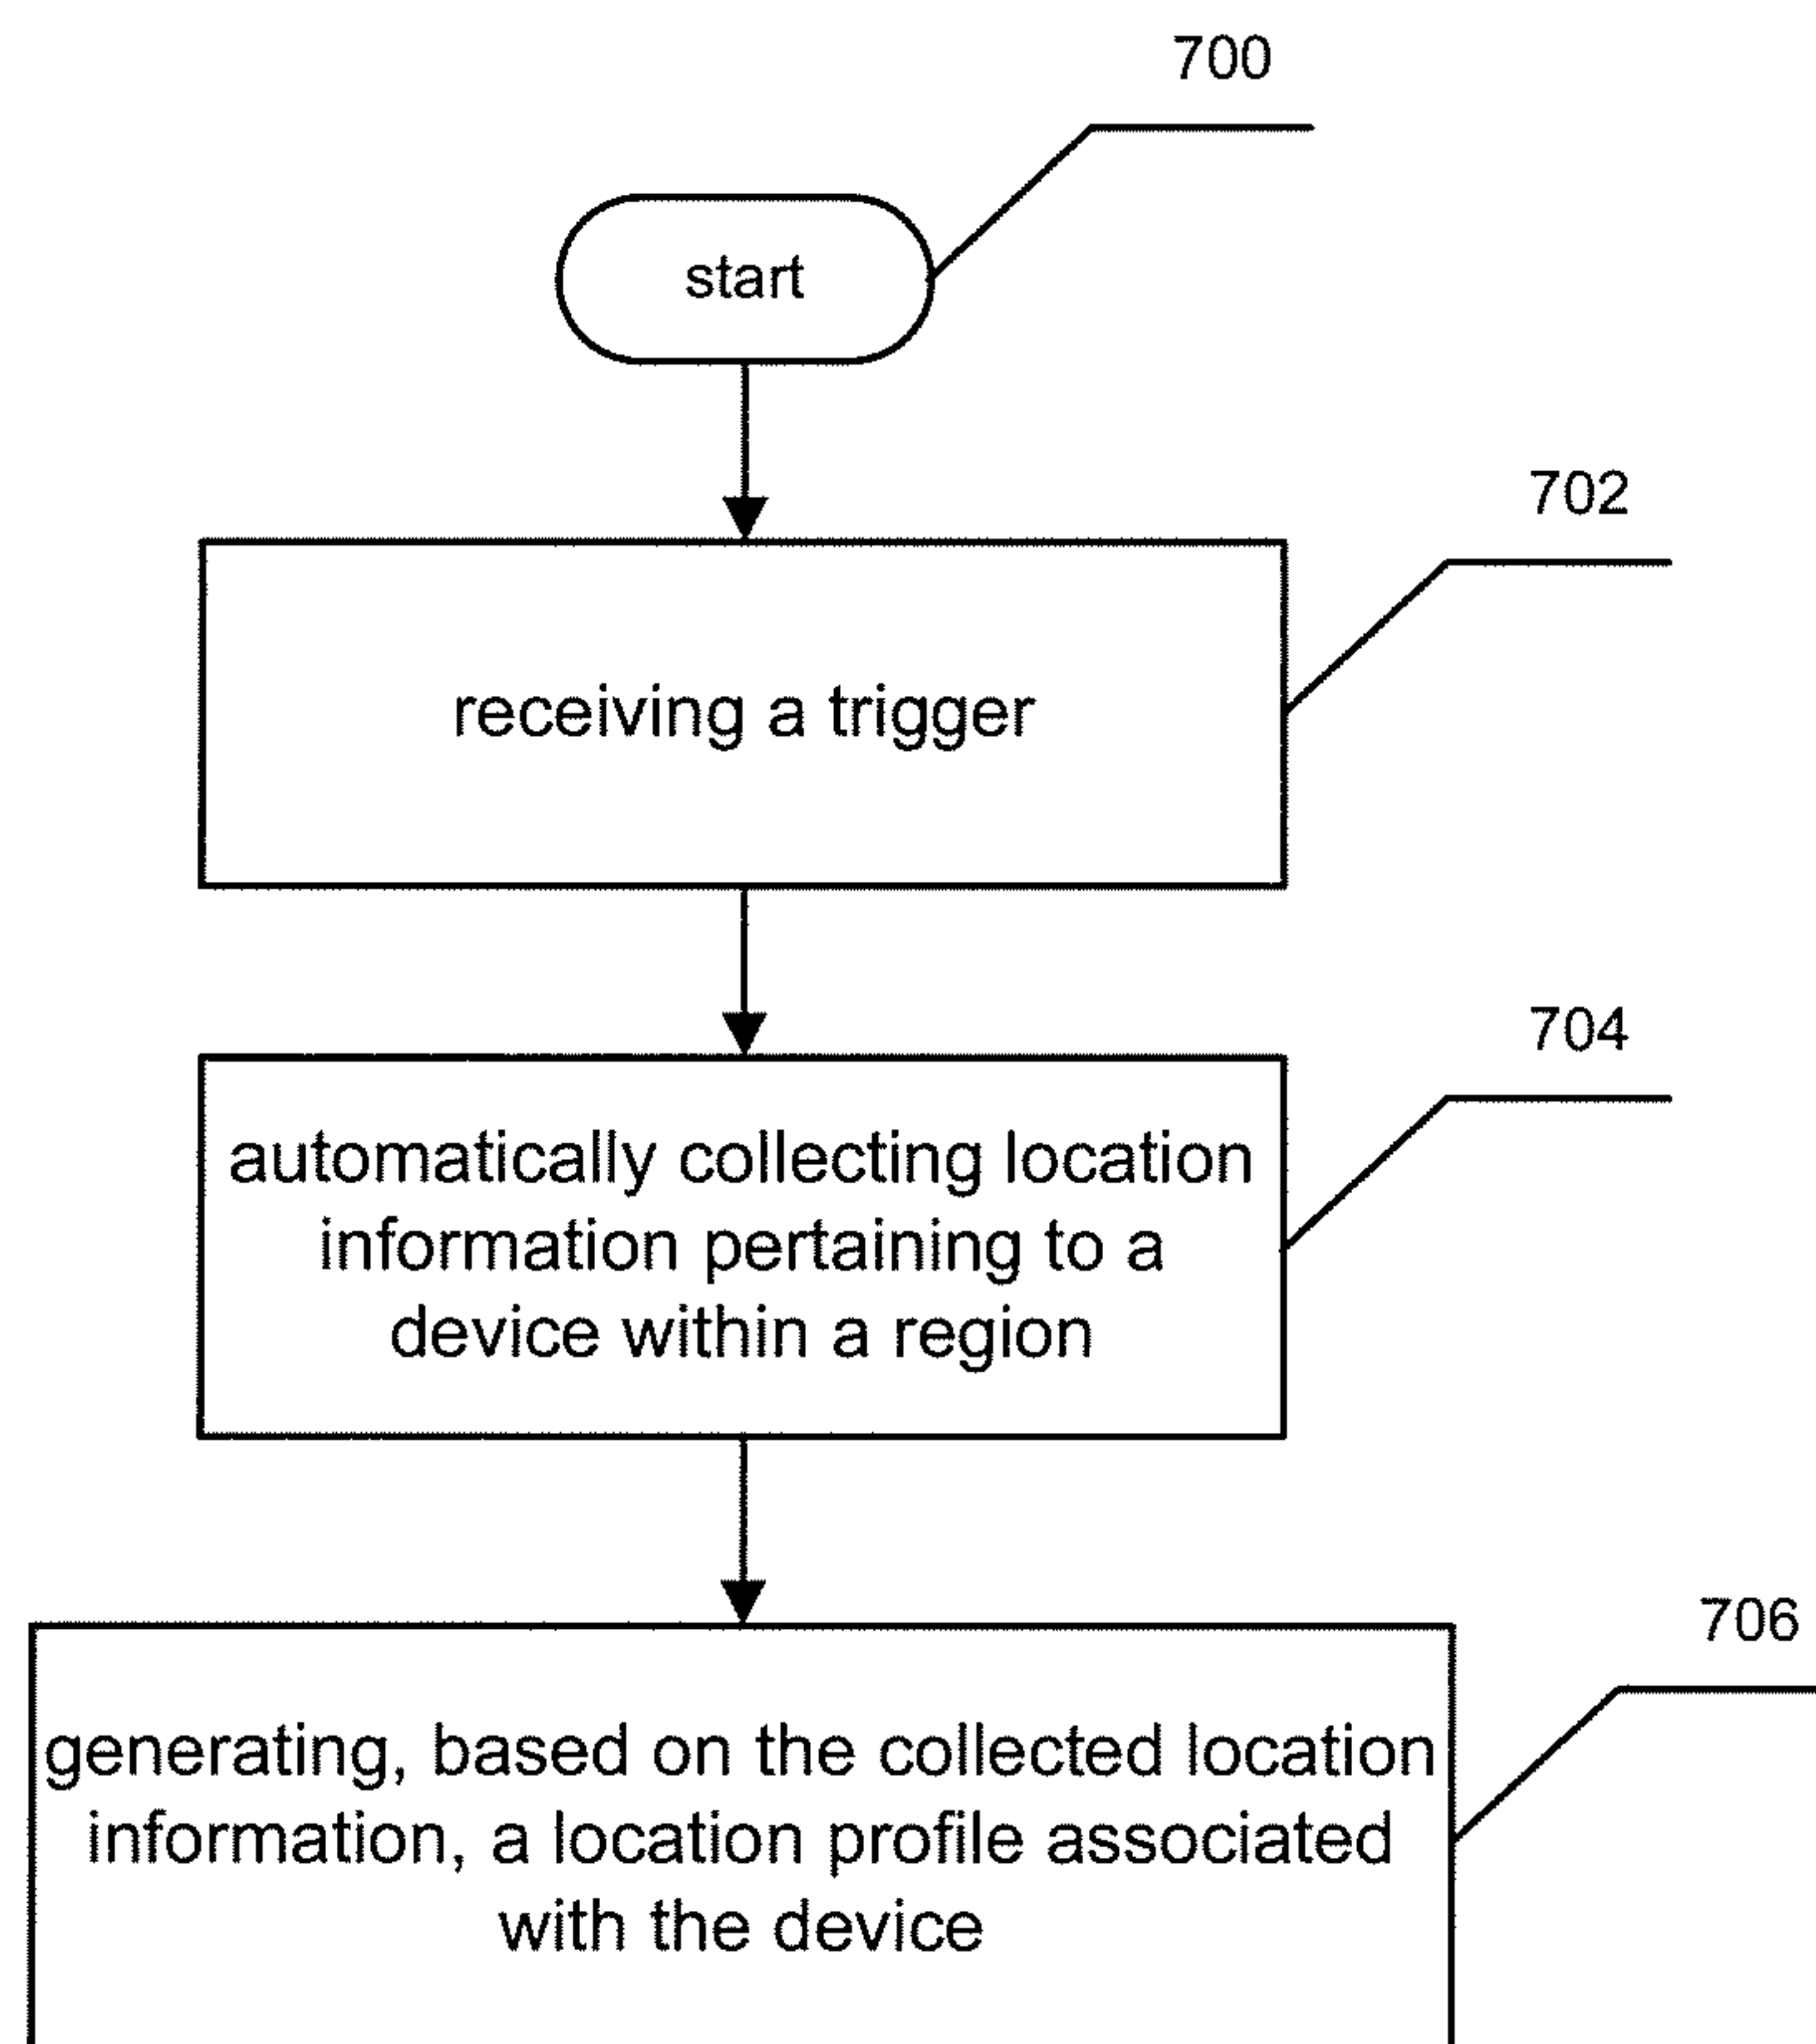 700
start
702
receiving a trigger
704
automatically collecting location
information pertaining to a
device within a region
706
generating, based on the collected location
information, a location profile associated
with the device